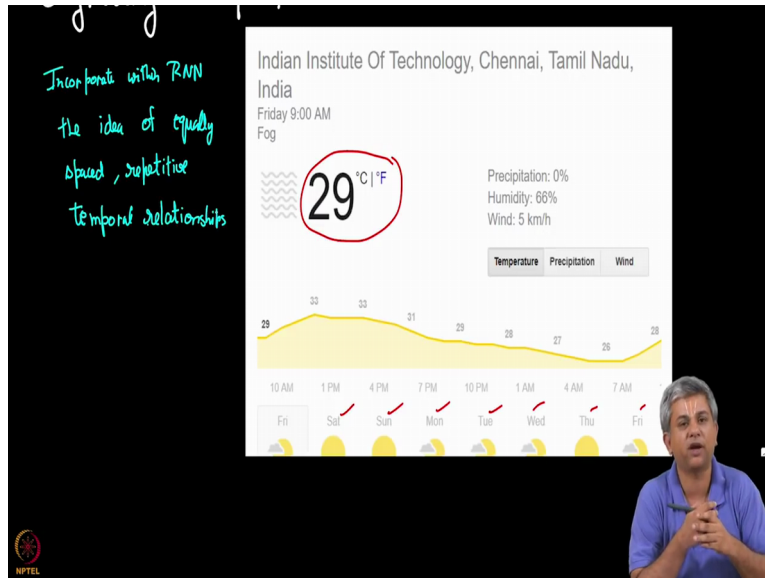 Incorporate within RNN
the idea of equally
spaced, repetitive
temporal relationships
Indian Institute Of Technology, Chennai, Tamil Nadu,
India
Friday 9:00 AM
Fog
29 °C | °F
Precipitation: 0%
Humidity: 66%
Wind: 5 km/h
Temperature Precipitation Wind
29 33 33 31 29 28 27 26 28
10 AM 1 PM 4 PM 7 PM 10 PM 1 AM 4 AM 7 AM
Fri Sat Sun Mon Tue Wed Thu Fri
NPTEL